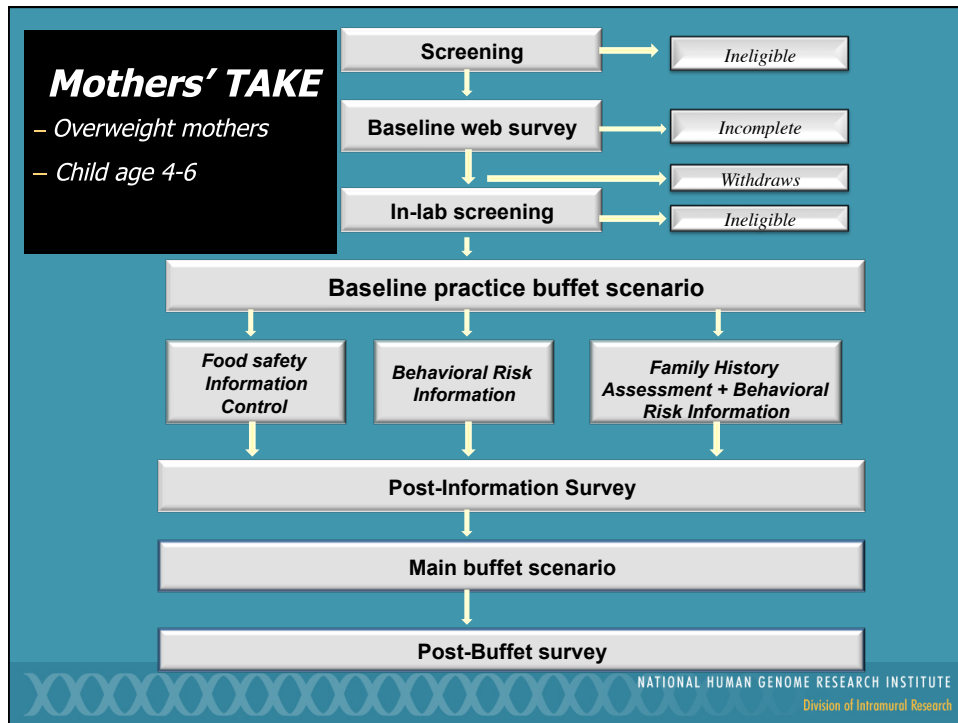 Mothers' TAKE
– Overweight mothers
– Child age 4-6
Screening
Ineligible
Baseline web survey
Incomplete
Withdraws
In-lab screening
Ineligible
Baseline practice buffet scenario
Food safety
Information
Control
Behavioral Risk
Information
Family History
Assessment + Behavioral
Risk Information
Post-Information Survey
Main buffet scenario
Post-Buffet survey
NATIONAL HUMAN GENOME RESEARCH INSTITUTE
Division of Intramural Research